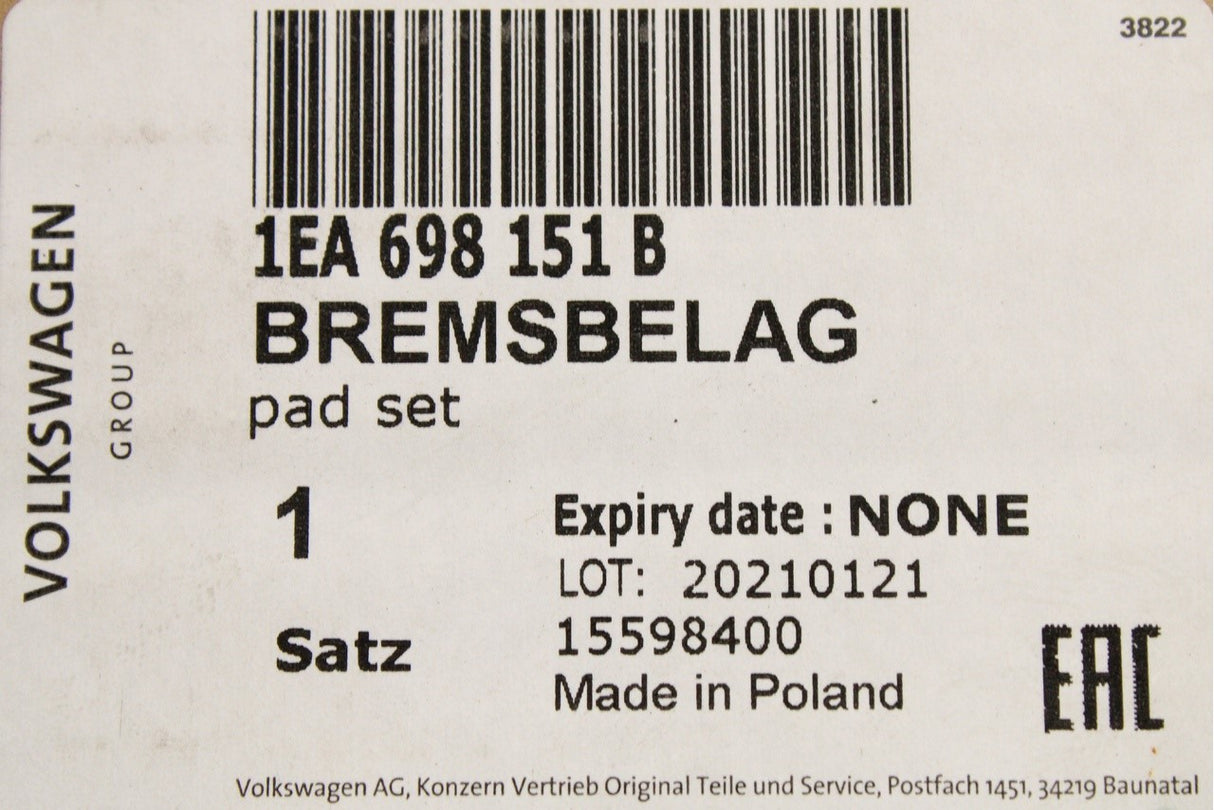 3822
1EA 698 151 B
BREMSBELAG
pad set
VOLKSWAGEN
GROUP
1
Satz
Expiry date : NONE
LOT: 20210121
15598400
Made in Poland
EAC
Volkswagen AG, Konzern Vertrieb Original Teile und Service, Postfach 1451, 34219 Baunatal